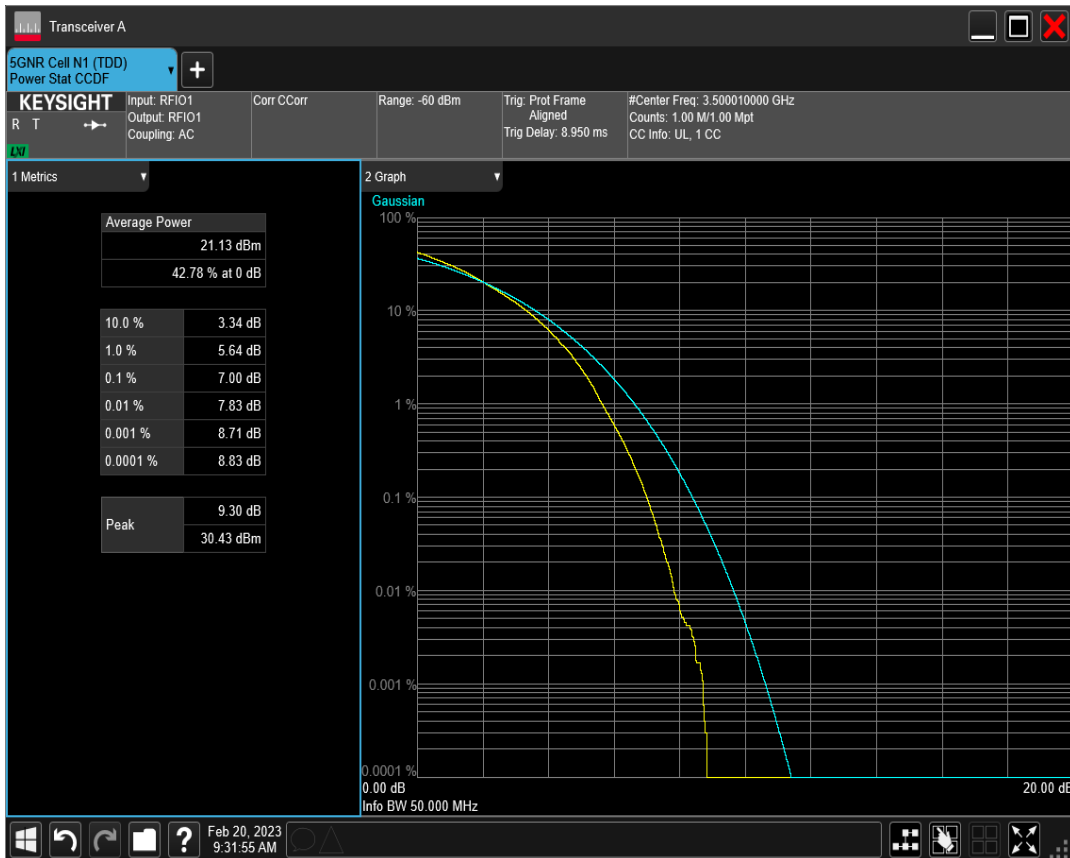 Transceiver A
5GNR Cell N1 (TDD)
Power Stat CCDF
+
KEYSIGHT
R T
LXI
Input: RFIO1
Output: RFIO1
Coupling: AC
Corr CCorr
Range: -60 dBm
Trig: Prot Frame
Aligned
Trig Delay: 8.950 ms
#Center Freq: 3.500010000 GHz
Counts: 1.00 M/1.00 Mpt
CC Info: UL, 1 CC
1 Metrics
Average Power
21.13 dBm
42.78 % at 0 dB
10.0 % 3.34 dB
1.0 % 5.64 dB
0.1 % 7.00 dB
0.01 % 7.83 dB
0.001 % 8.71 dB
0.0001 % 8.83 dB
Peak
9.30 dB
30.43 dBm
2 Graph
Gaussian
100 %
10 %
1 %
0.1 %
0.01 %
0.001 %
0.0001 %
0.00 dB 20.00 dB
Info BW 50.000 MHz
?
Feb 20, 2023
9:31:55 AM